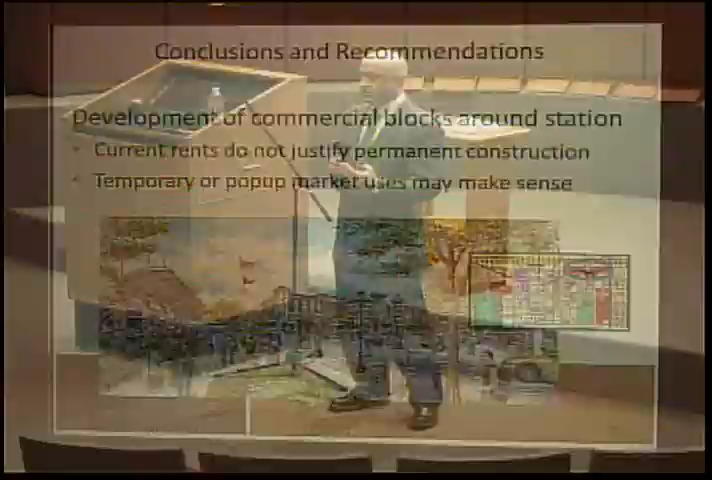 Conclusions and Recommendations
Development of commercial blocks around station
• Current rents do not justify permanent construction
• Temporary or popup market uses may make sense